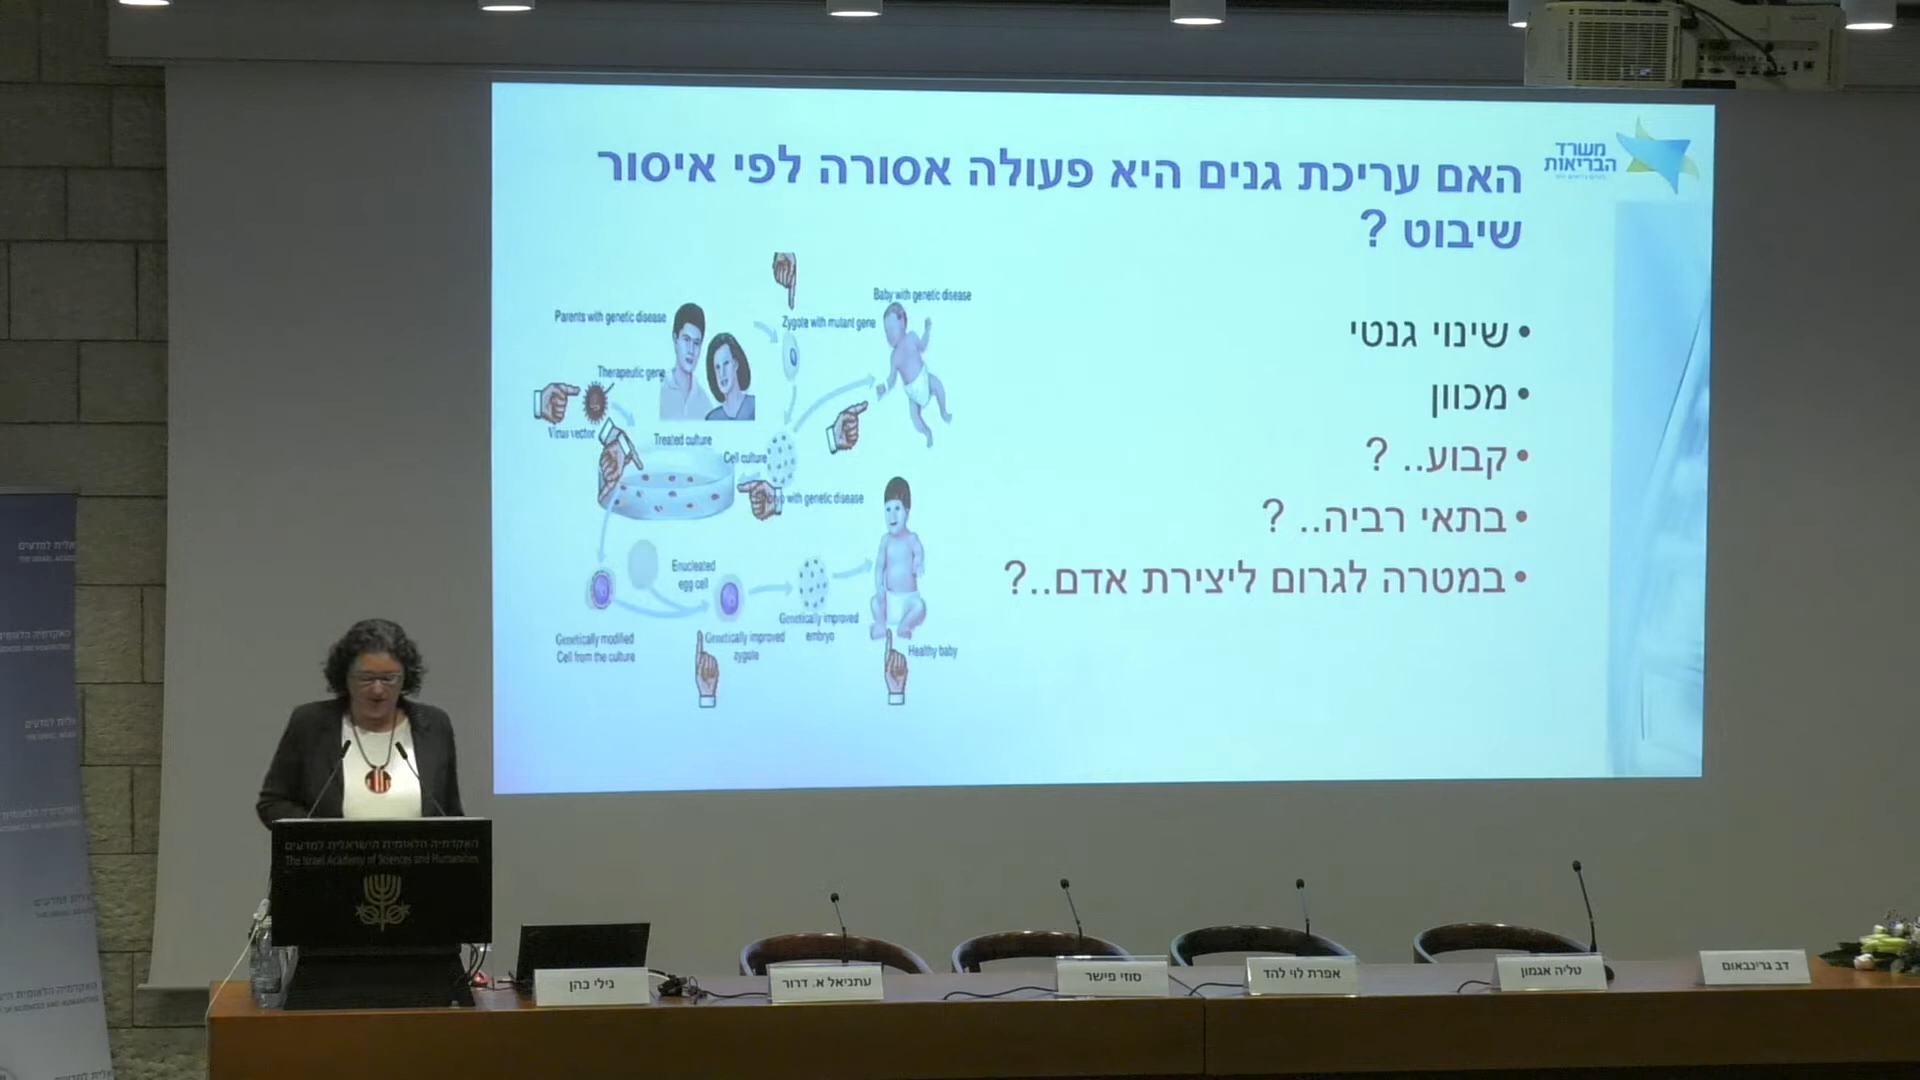 האם עריכת גנים היא פעולה אסורה לפי איסור
שיבוט ?
משרד
הבריאות
• שינוי גנטי
• מכוון
• קבוע.. ?
• בתאי רביה.. ?
• במטרה לגרום ליצירת אדם..?
Baby with genetic disease
Parents with genetic disease
Zygote with mutant gene
Therapeutic gene
Virus vector
Treated culture
Cell culture
with genetic disease
Enucleated
egg cell
Genetically modified
Cell from the culture
Genetically improved
zygote
Genetically improved
embryo
Healthy baby
האקדמיה הלאומית הישראלית למדעים
The Israel Academy of Sciences and Humanities
נילי כהן
עתניאל א. דרור
סוזי פישר
אפרת לוי להד
טליה אגמון
דב גרינבאום